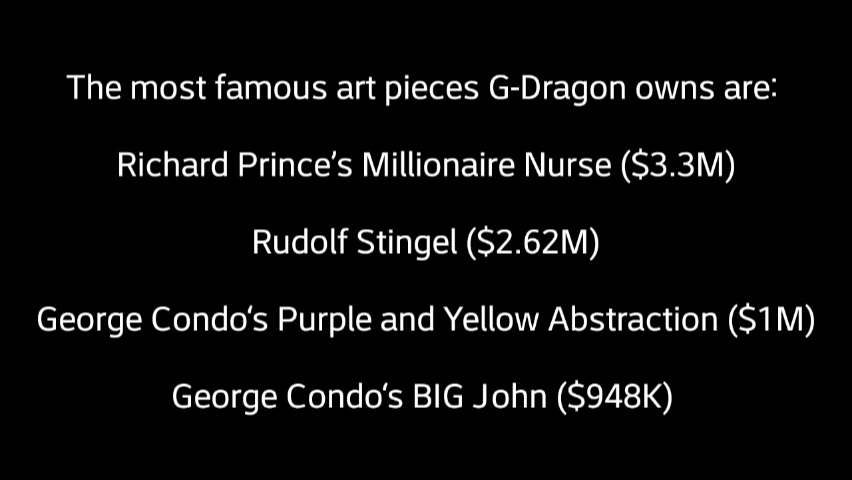 The most famous art pieces G-Dragon owns are:
Richard Prince’s Millionaire Nurse ($3.3M)
Rudolf Stingel ($2.62M)
George Condo‘s Purple and Yellow Abstraction ($1M)
George Condo‘s BIG John ($948K)